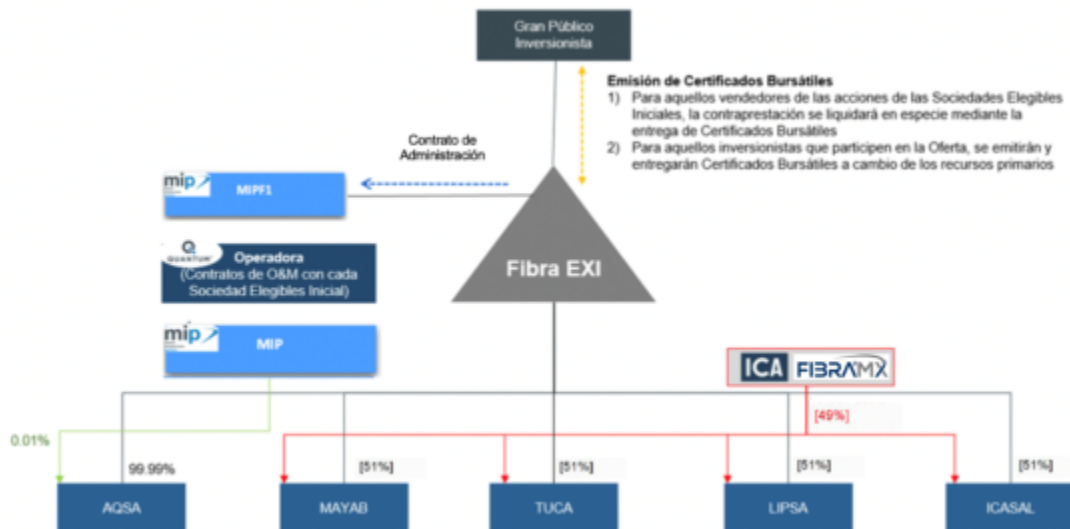 Gran Público
Inversionista
Emisión de Certificados Bursátiles
1) Para aquellos vendedores de las acciones de las Sociedades Elegibles
Iniciales, la contraprestación se liquidará en especie mediante la
entrega de Certificados Bursátiles
2) Para aquellos inversionistas que participen en la Oferta, se emitirán y
entregarán Certificados Bursátiles a cambio de los recursos primarios
Contrato de
Administración
mip
MIPF1
QUANTUM
Operadora
(Contratos de O&M con cada
Sociedad Elegibles Inicial)
Fibra EXI
mip
MIP
ICA FIBRAMX
[49%]
0.01%
99.99%
[51%]
[51%]
[51%]
[51%]
AQSA
MAYAB
TUCA
LIPSA
ICASAL